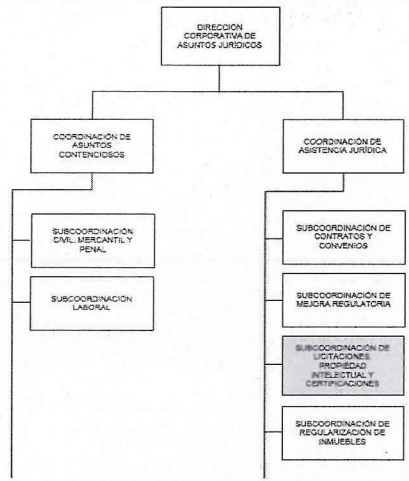 DIRECCION
CORPORATIVA DE
ASUNTOS JURÍDICOS
COORDINACIÓN DE
ASUNTOS
CONTENCIOSOS
COORDINACIÓN DE
ASISTENCIA JURÍDICA
SUBCOORDINACIÓN
CIVIL, MERCANTIL Y
PENAL
SUBCOORDINACIÓN
LABORAL
SUBCOORDINACIÓN DE
CONTRATOS Y
CONVENIOS
SUBCOORDINACIÓN DE
MEJORA REGULATORIA
SUBCOORDINACIÓN DE
LICITACIONES,
PROPIEDAD
INTELECTUAL Y
CERTIFICACIONES
SUBCOORDINACIÓN DE
REGULARIZACIÓN DE
INMUEBLES